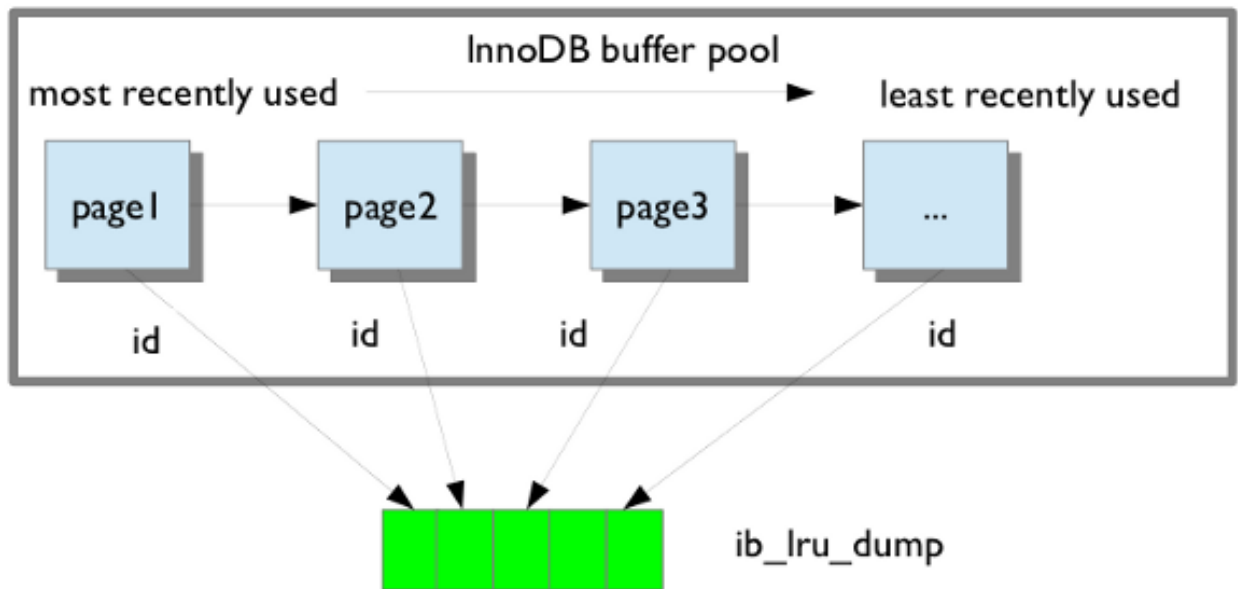 InnoDB buffer pool
most recently used
least recently used
page1
page2
page3
...
id
id
id
id
ib_lru_dump